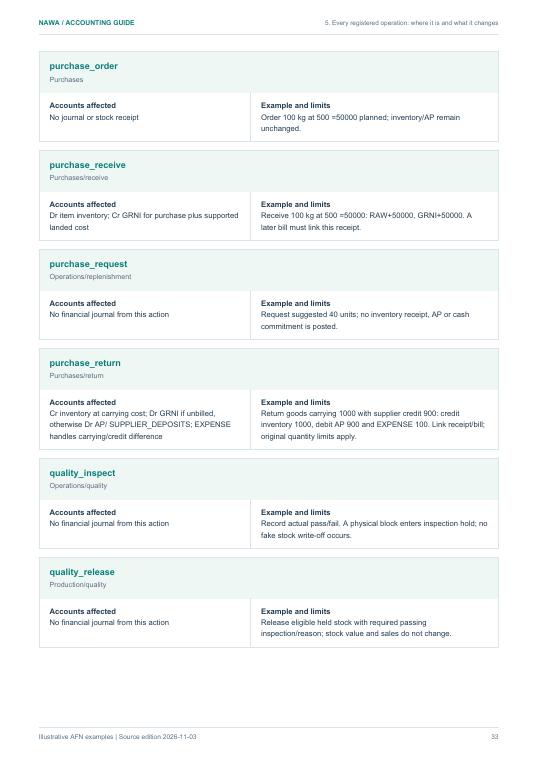 NAWA / ACCOUNTING GUIDE
5. Every registered operation: where it is and what it changes
purchase_order
Purchases
Accounts affected
No journal or stock receipt
Example and limits
Order 100 kg at 500 =50000 planned; inventory/AP remain
unchanged.
purchase_receive
Purchases/receive
Accounts affected
Dr item inventory; Cr GRNI for purchase plus supported
landed cost
Example and limits
Receive 100 kg at 500 =50000: RAW+50000, GRNI+50000. A
later bill must link this receipt.
purchase_request
Operations/replenishment
Accounts affected
No financial journal from this action
Example and limits
Request suggested 40 units; no inventory receipt, AP or cash
commitment is posted.
purchase_return
Purchases/return
Accounts affected
Cr inventory at carrying cost; Dr GRNI if unbilled,
otherwise Dr AP/ SUPPLIER_DEPOSITS; EXPENSE
handles carrying/credit difference
Example and limits
Return goods carrying 1000 with supplier credit 900: credit
inventory 1000, debit AP 900 and EXPENSE 100. Link receipt/bill;
original quantity limits apply.
quality_inspect
Operations/quality
Accounts affected
No financial journal from this action
Example and limits
Record actual pass/fail. A physical block enters inspection hold; no
fake stock write-off occurs.
quality_release
Production/quality
Accounts affected
No financial journal from this action
Example and limits
Release eligible held stock with required passing
inspection/reason; stock value and sales do not change.
Illustrative AFN examples | Source edition 2026-11-03
33